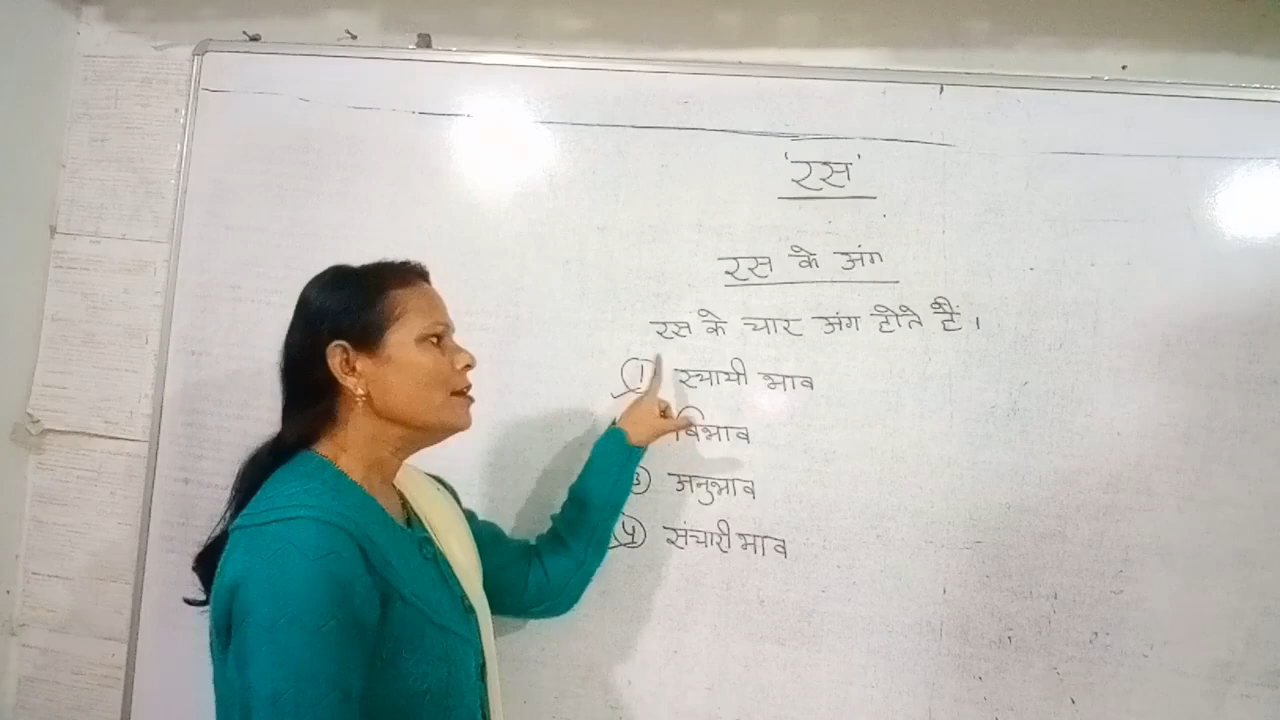 'रस'
रस के अंग
रस के चार अंग होते हैं।
① स्थायी भाव
विभाव
③ अनुभाव
④ संचारी भाव